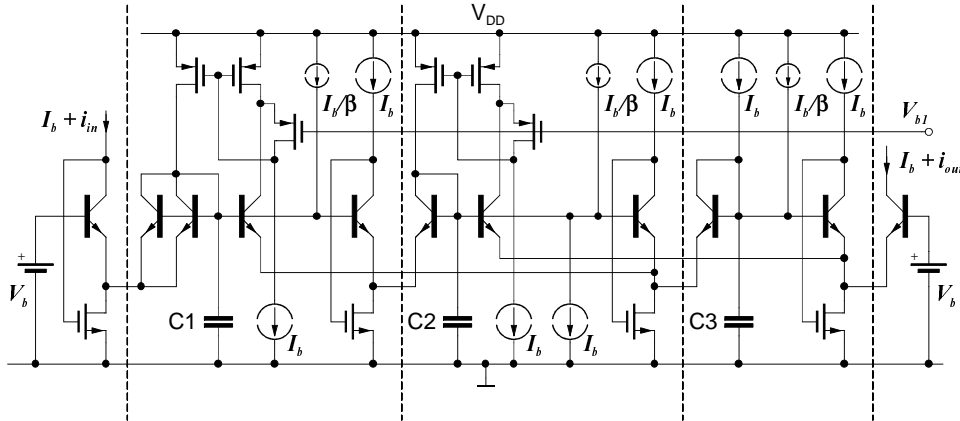 V_DD
I_b/β I_b I_b/β I_b I_b I_b/β I_b
I_b + i_in
V_b1
I_b + i_out
+ +
V_b V_b
C1 I_b C2 I_b I_b C3